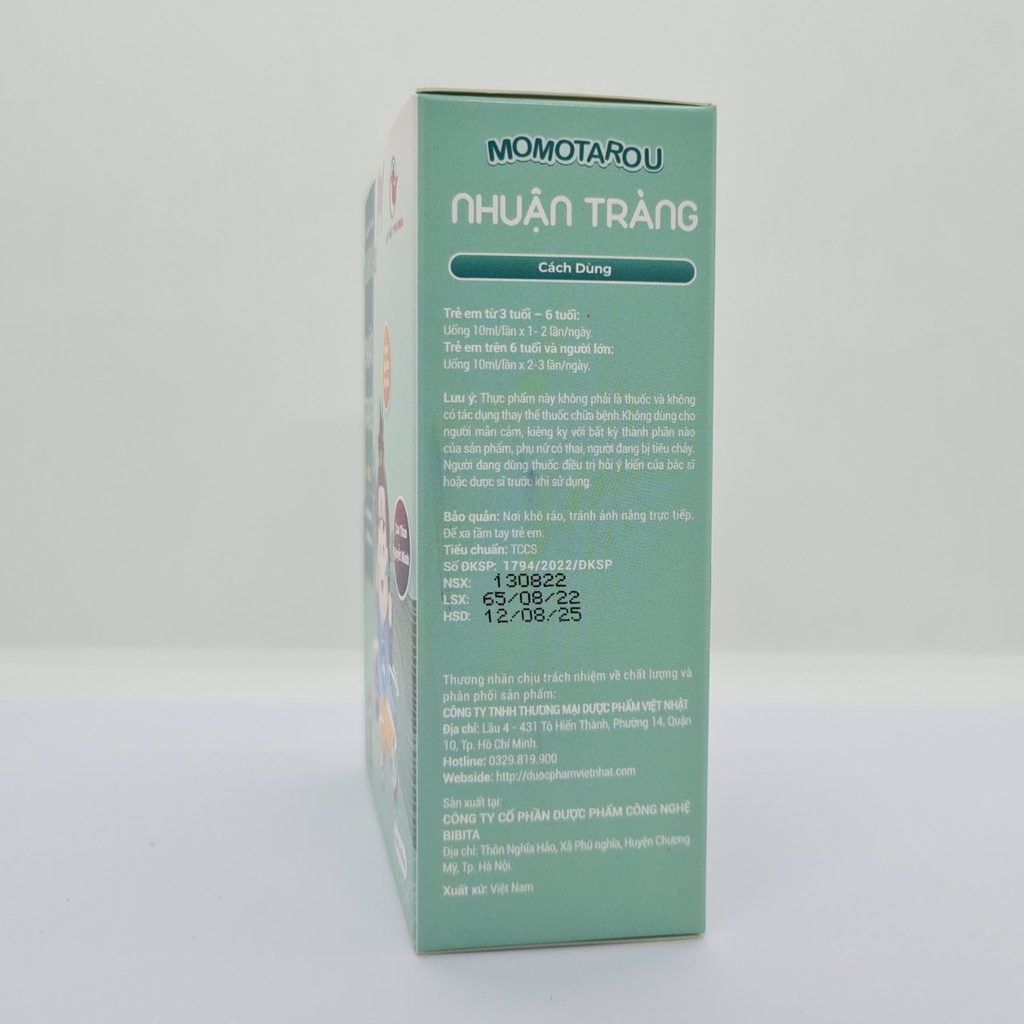 MOMOTAROU
NHUẬN TRÀNG
Cách Dùng
Trẻ em từ 3 tuổi – 6 tuổi:
Uống 10ml/lần x 1- 2 lần/ngày.
Trẻ em trên 6 tuổi và người lớn:
Uống 10ml/lần x 2-3 lần/ngày.
Lưu ý: Thực phẩm này không phải là thuốc và không
có tác dụng thay thế thuốc chữa bệnh.Không dùng cho
người mẫn cảm, kiêng kỵ với bất kỳ thành phần nào
của sản phẩm, phụ nữ có thai, người đang bị tiêu chảy.
Người đang dùng thuốc điều trị hỏi ý kiến của bác sĩ
hoặc dược sĩ trước khi sử dụng.
Bảo quản: Nơi khô ráo, tránh ánh nắng trực tiếp.
Để xa tầm tay trẻ em.
Tiêu chuẩn: TCCS
Số ĐKSP: 1794/2022/ĐKSP
NSX: 130822
LSX: 65/08/22
HSD: 12/08/25
Thương nhân chịu trách nhiệm về chất lượng và
phân phối sản phẩm:
CÔNG TY TNHH THƯƠNG MẠI DƯỢC PHẨM VIỆT NHẬT
Địa chỉ: Lầu 4 - 431 Tô Hiến Thành, Phường 14, Quận
10, Tp. Hồ Chí Minh.
Hotline: 0329.819.900
Webside: http://duocphamvietnhat.com
Sản xuất tại:
CÔNG TY CỔ PHẦN DƯỢC PHẨM CÔNG NGHỆ
BIBITA
Địa chỉ: Thôn Nghĩa Hảo, Xã Phú nghĩa, Huyện Chương
Mỹ, Tp. Hà Nội.
Xuất xứ: Việt Nam